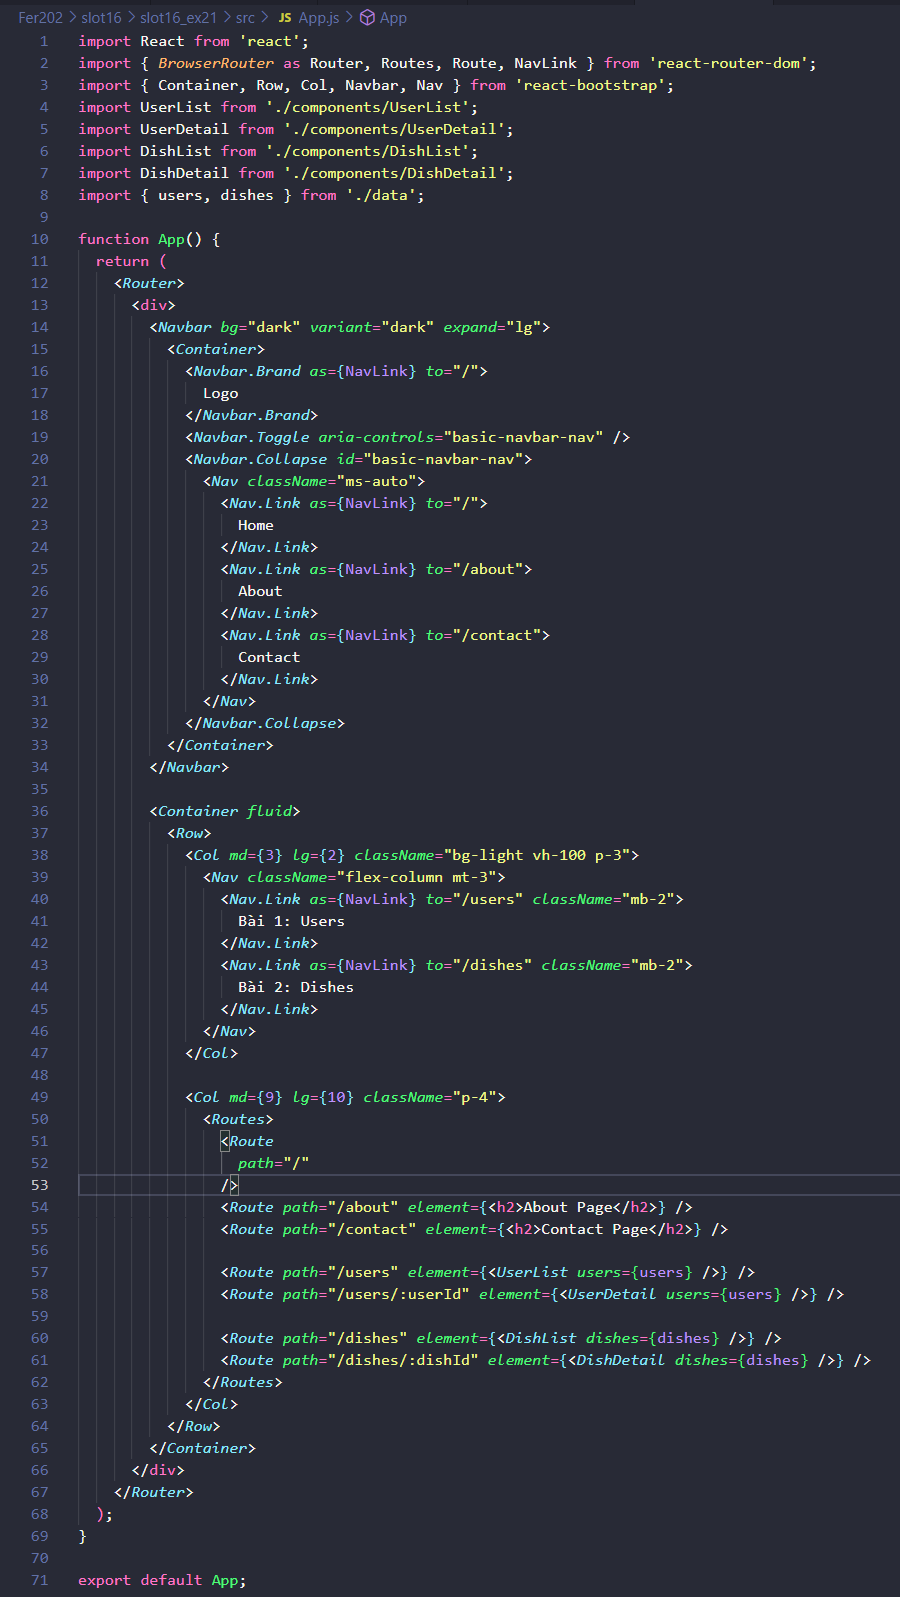 Fer202 > slot16 > slot16_ex21 > src > JS App.js > App
1 import React from 'react';
2 import { BrowserRouter as Router, Routes, Route, NavLink } from 'react-router-dom';
3 import { Container, Row, Col, Navbar, Nav } from 'react-bootstrap';
4 import UserList from './components/UserList';
5 import UserDetail from './components/UserDetail';
6 import DishList from './components/DishList';
7 import DishDetail from './components/DishDetail';
8 import { users, dishes } from './data';
9
10 function App() {
11   return (
12     <Router>
13       <div>
14         <Navbar bg="dark" variant="dark" expand="lg">
15           <Container>
16             <Navbar.Brand as={NavLink} to="/">
17               Logo
18             </Navbar.Brand>
19             <Navbar.Toggle aria-controls="basic-navbar-nav" />
20             <Navbar.Collapse id="basic-navbar-nav">
21               <Nav className="ms-auto">
22                 <Nav.Link as={NavLink} to="/">
23                   Home
24                 </Nav.Link>
25                 <Nav.Link as={NavLink} to="/about">
26                   About
27                 </Nav.Link>
28                 <Nav.Link as={NavLink} to="/contact">
29                   Contact
30                 </Nav.Link>
31               </Nav>
32             </Navbar.Collapse>
33           </Container>
34         </Navbar>
35
36         <Container fluid>
37           <Row>
38             <Col md={3} lg={2} className="bg-light vh-100 p-3">
39               <Nav className="flex-column mt-3">
40                 <Nav.Link as={NavLink} to="/users" className="mb-2">
41                   Bài 1: Users
42                 </Nav.Link>
43                 <Nav.Link as={NavLink} to="/dishes" className="mb-2">
44                   Bài 2: Dishes
45                 </Nav.Link>
46               </Nav>
47             </Col>
48
49             <Col md={9} lg={10} className="p-4">
50               <Routes>
51                 <Route
52                   path="/"
53                 />
54                 <Route path="/about" element={<h2>About Page</h2>} />
55                 <Route path="/contact" element={<h2>Contact Page</h2>} />
56
57                 <Route path="/users" element={<UserList users={users} />} />
58                 <Route path="/users/:userId" element={<UserDetail users={users} />} />
59
60                 <Route path="/dishes" element={<DishList dishes={dishes} />} />
61                 <Route path="/dishes/:dishId" element={<DishDetail dishes={dishes} />} />
62               </Routes>
63             </Col>
64           </Row>
65         </Container>
66       </div>
67     </Router>
68   );
69 }
70
71 export default App;